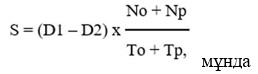 No + Np
S = (D1 – D2) x
To + Tp, мұнда